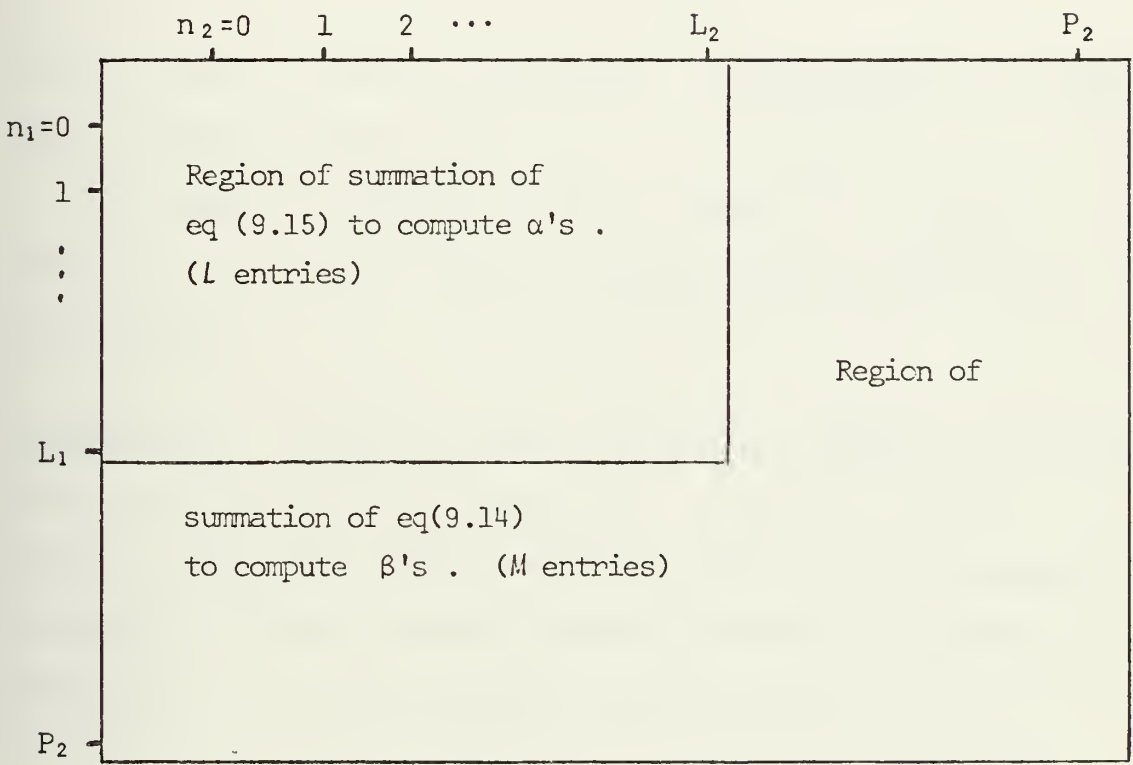 n₂=0 1 2 ··· L₂ P₂
n₁=0
1
⋮
Region of summation of
eq (9.15) to compute α's .
(L entries)
Region of
L₁
summation of eq(9.14)
to compute β's . (M entries)
P₂